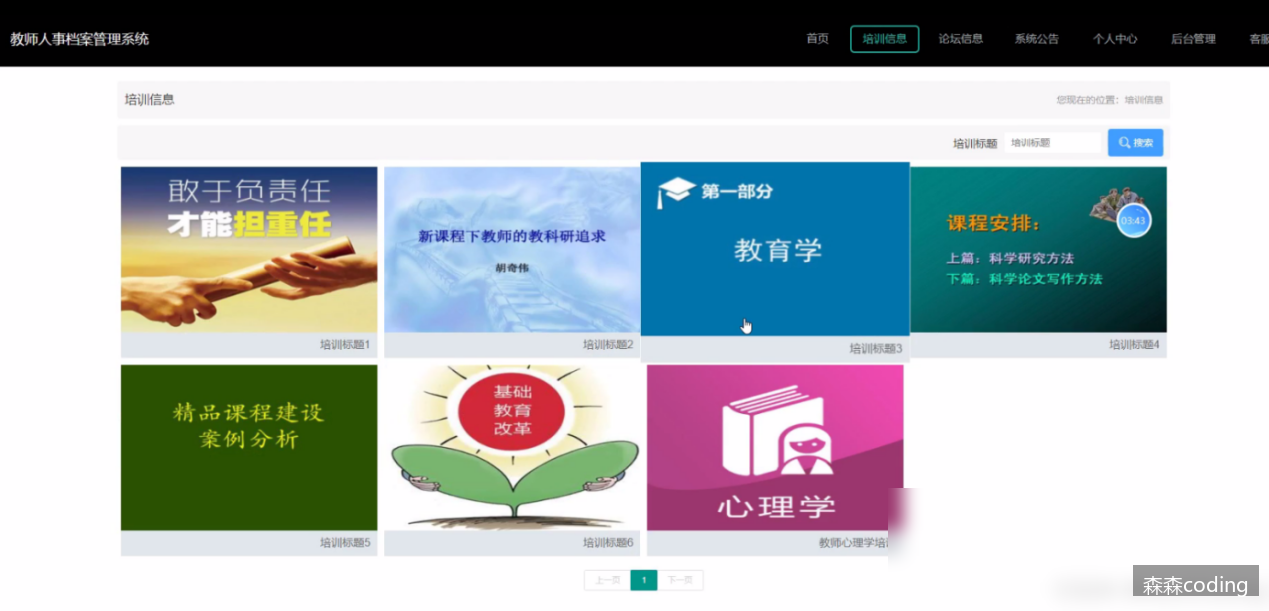 教师人事档案管理系统
首页 培训信息 论坛信息 系统公告 个人中心 后台管理 客服
培训信息
您现在的位置：培训信息
培训标题 培训标题 搜索
敢于负责任
才能担重任
培训标题1
新课程下教师的教科研追求
胡奇伟
培训标题2
第一部分
教育学
培训标题3
课程安排：
03:43
上篇：科学研究方法
下篇：科学论文写作方法
培训标题4
精品课程建设
案例分析
培训标题5
基础
教育
改革
培训标题6
心理学
教师心理学培
上一页 1 下一页
森森coding